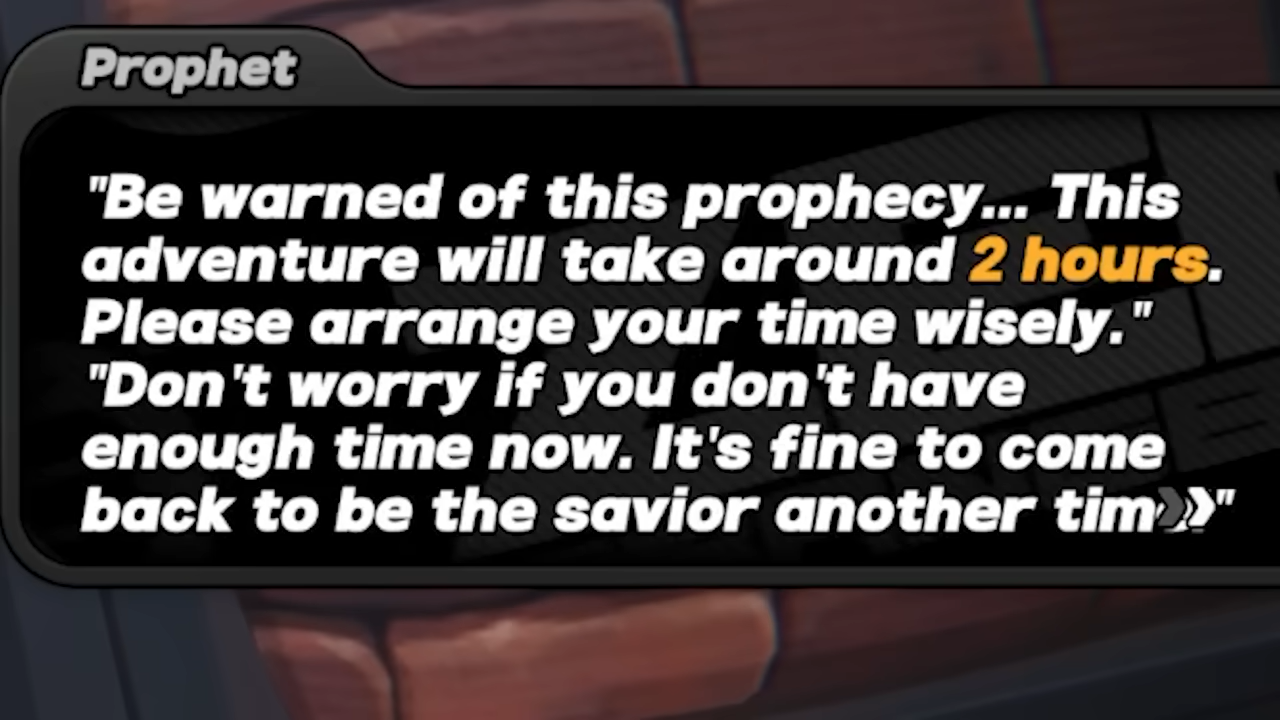 Prophet
"Be warned of this prophecy... This
adventure will take around 2 hours.
Please arrange your time wisely."
"Don't worry if you don't have
enough time now. It's fine to come
back to be the savior another tim